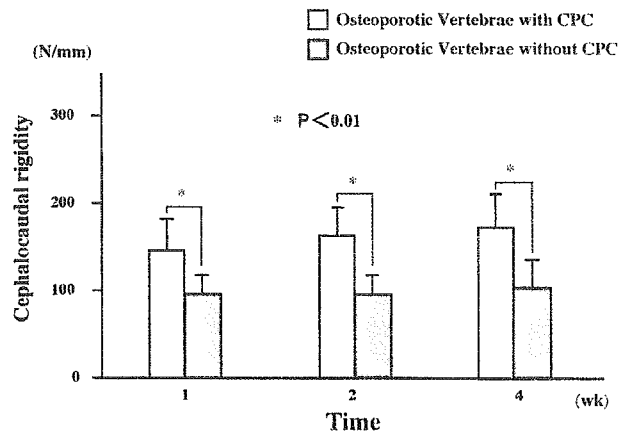 Osteoporotic Vertebrae with CPC
Osteoporotic Vertebrae without CPC
(N/mm)
Cephalocaudal rigidity
300
200
100
0
* P<0.01
*
*
*
1
2
4
(wk)
Time